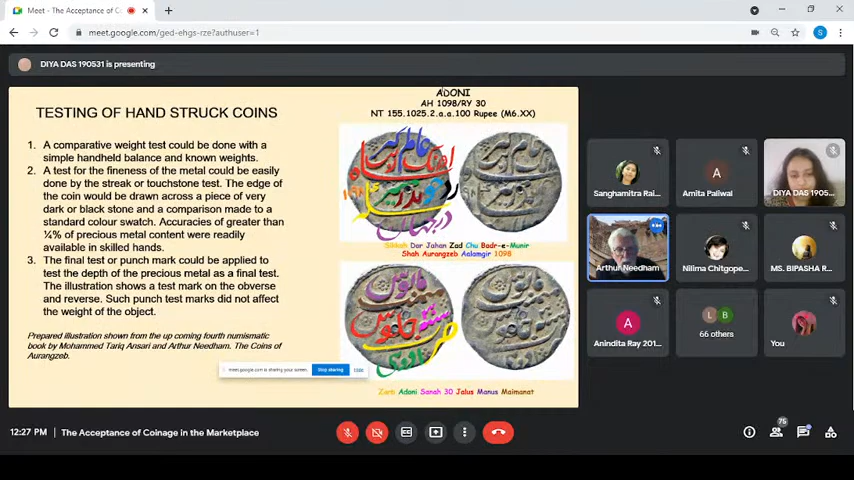 Meet - The Acceptance of C
meet.google.com/ged-ehgs-rze?authuser=1
S
DIYA DAS 190531 is presenting
TESTING OF HAND STRUCK COINS
1. A comparative weight test could be done with a
simple handheld balance and known weights.
2. A test for the fineness of the metal could be easily
done by the streak or touchstone test. The edge of
the coin would be drawn across a piece of very
dark or black stone and a comparison made to a
standard colour swatch. Accuracies of greater than
¼% of precious metal content were readily
available in skilled hands.
3. The final test or punch mark could be applied to
test the depth of the precious metal as a final test.
The illustration shows a test mark on the obverse
and reverse. Such punch test marks did not affect
the weight of the object.
Prepared illustration shown from the up coming fourth numismatic
book by Mohammed Tariq Ansari and Arthur Needham. The Coins of
Aurangzeb.
ADONI
AH 1098/RY 30
NT 155.1025.2.a.a.100 Rupee (M6.XX)
Sikkah Dar Jahan Zad Chu Badr-e-Munir
Shah Aurangzeb Aalamgir 1098
Zarb Adoni Sanah 30 Jalus Manus Maimanat
meet.google.com is sharing your screen.
Stop sharing
Hide
Sanghamitra Rai...
A
Amita Paliwal
DIYA DAS 1905...
Arthur Needham
Nilima Chitgope...
MS. BIPASHA R...
A
Anindita Ray 201...
L
B
66 others
You
12:27 PM
The Acceptance of Coinage in the Marketplace
75